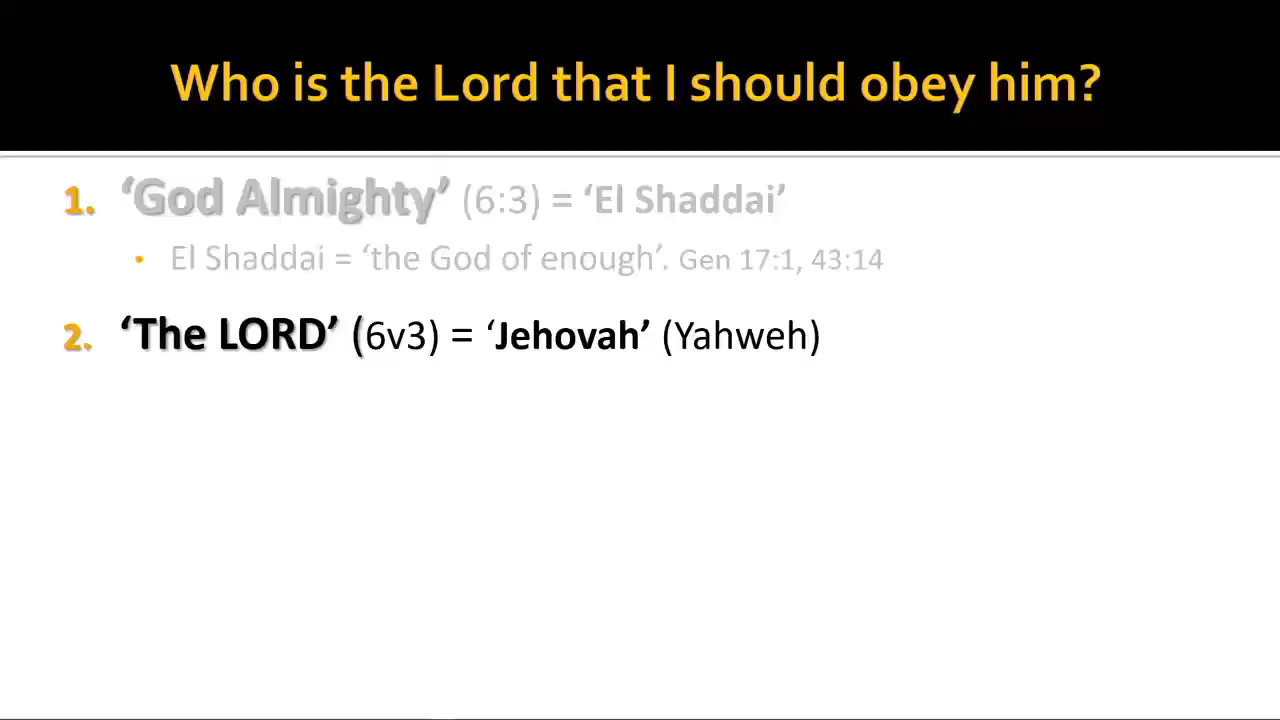 Who is the Lord that I should obey him?
1. ‘God Almighty’ (6:3) = ‘El Shaddai’
• El Shaddai = ‘the God of enough’. Gen 17:1, 43:14
2. ‘The LORD’ (6v3) = ‘Jehovah’ (Yahweh)